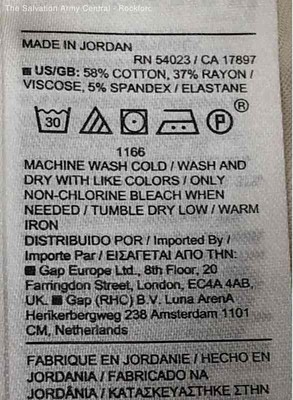 The Salvation Army Central - Rockford
MADE IN JORDAN
RN 54023 / CA 17897
■ US/GB: 58% COTTON, 37% RAYON /
VISCOSE, 5% SPANDEX / ELASTANE
30 P ®
1166
MACHINE WASH COLD / WASH AND
DRY WITH LIKE COLORS / ONLY
NON-CHLORINE BLEACH WHEN
NEEDED / TUMBLE DRY LOW / WARM
IRON
DISTRIBUIDO POR / Imported By /
Importe Par / ΕΙΣΑΓΕΤΑΙ ΑΠΟ ΤΗΝ:
■ Gap Europe Ltd., 8th Floor, 20
Farringdon Street, London, EC4A 4AB,
UK. ■ Gap (RHC) B.V. Luna ArenA
Herikerbergweg 238 Amsterdam 1101
CM, Netherlands
FABRIQUE EN JORDANIE / HECHO EN
JORDANIA / FABRICADO NA
JORDÂNIA / ΚΑΤΑΣΚΕΥΑΣΤΗΚΕ ΣΤΗΝ